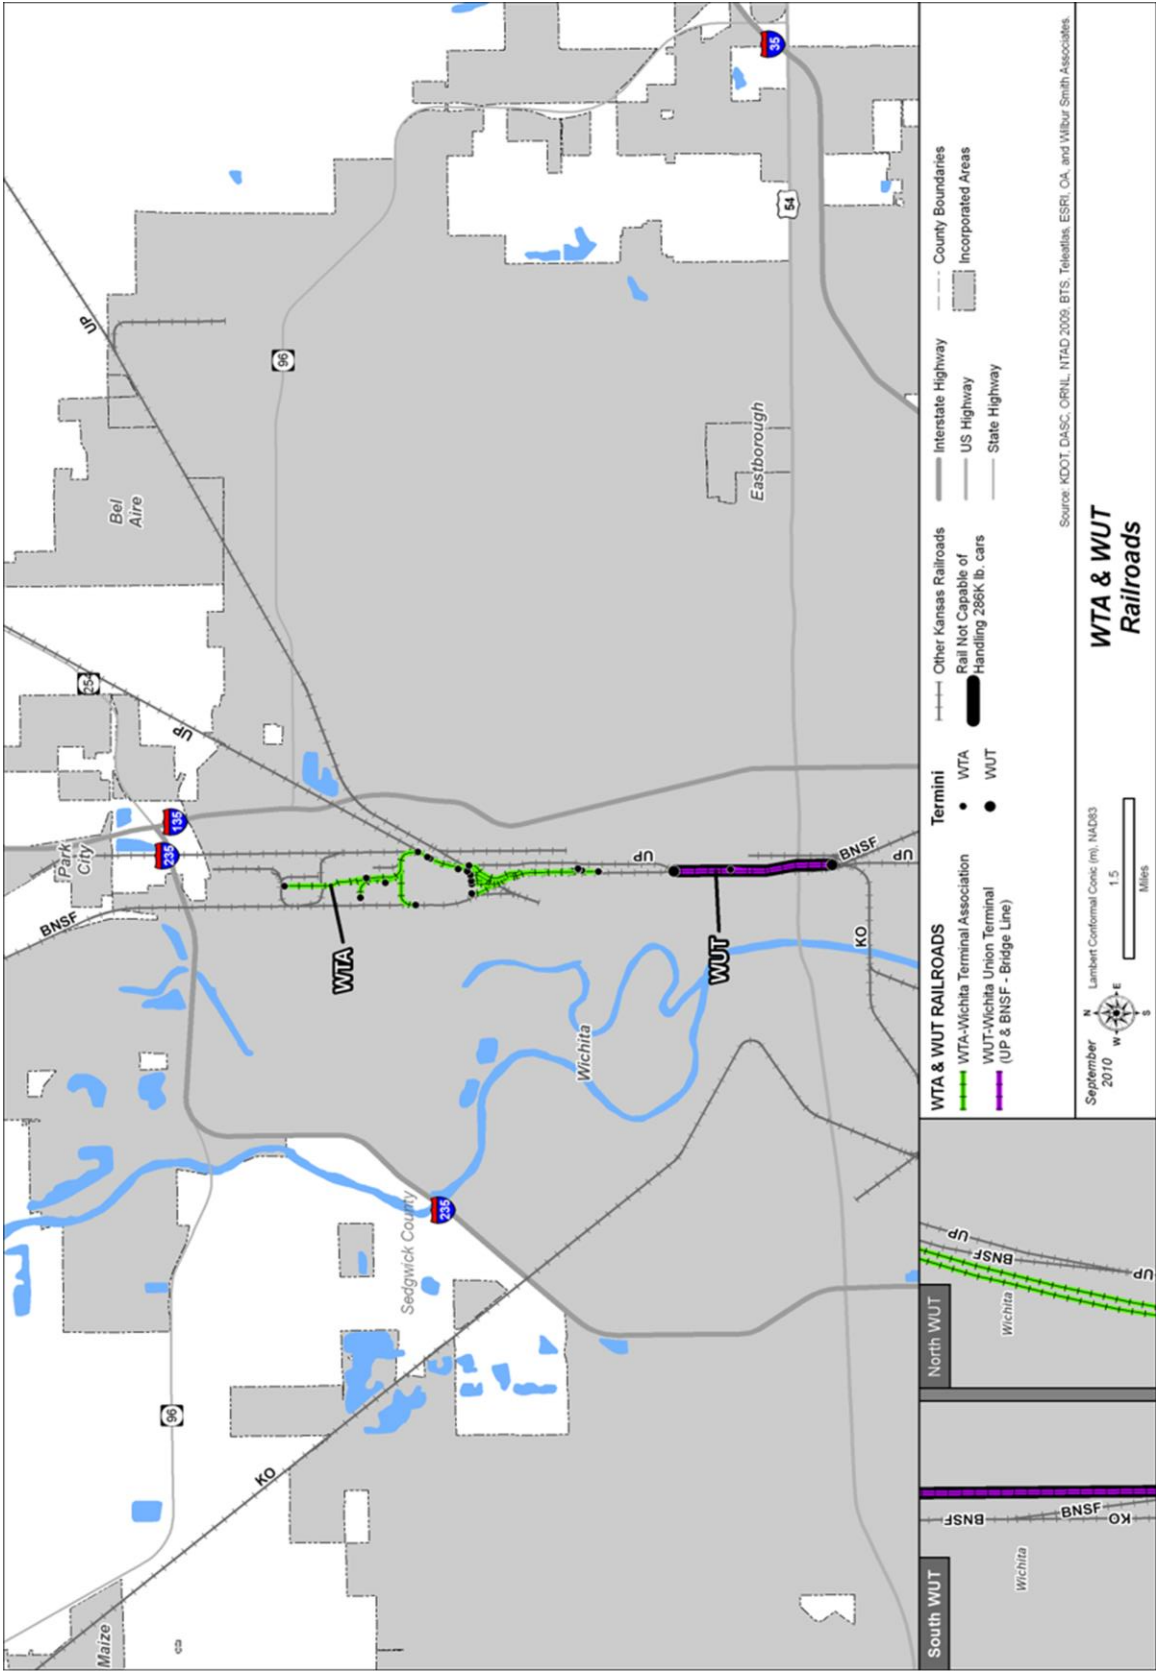 Maize
96
KO
Sedgwick County
235
Wichita
BNSF
235
135
Park
City
254
UP
Bel
Aire
UP
96
WTA
WUT
UP
BNSF
UP
KO
Eastborough
54
35
South WUT
Wichita
BNSF
BNSF
KO
North WUT
Wichita
UP
BNSF
UP
WTA & WUT RAILROADS
WTA-Wichita Terminal Association
WUT-Wichita Union Terminal
(UP & BNSF - Bridge Line)
Termini
WTA
WUT
Other Kansas Railroads
Rail Not Capable of
Handling 286K lb. cars
Interstate Highway
US Highway
State Highway
County Boundaries
Incorporated Areas
Source: KDOT, DASC, ORNL, NTAD 2009, BTS, Teleatlas, ESRI, OA, and Wilbur Smith Associates.
September
2010
N
E
S
W
Lambert Conformal Conic (m), NAD83
1.5
Miles
WTA & WUT
Railroads